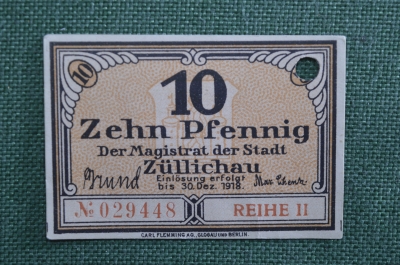 10
10
Zehn Pfennig
Der Magistrat der Stadt
Züllichau
Einlösung erfolgt
bis 30. Dez. 1918.
№ 029448 REIHE II
CARL FLEMMING AG., GLOGAU UND BERLIN.